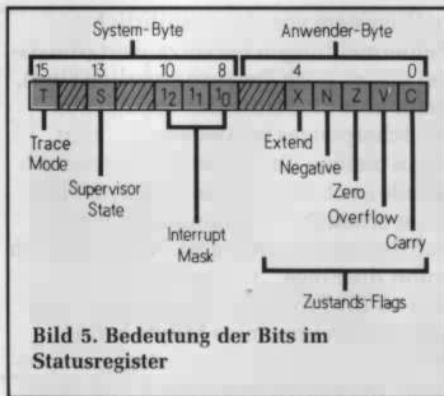 System-Byte Anwender-Byte
15 13 10 8 4 0
T S I2 I1 I0 X N Z V C
Trace
Mode
Supervisor
State
Interrupt
Mask
Extend
Negative
Zero
Overflow
Carry
Zustands-Flags
Bild 5. Bedeutung der Bits im
Statusregister